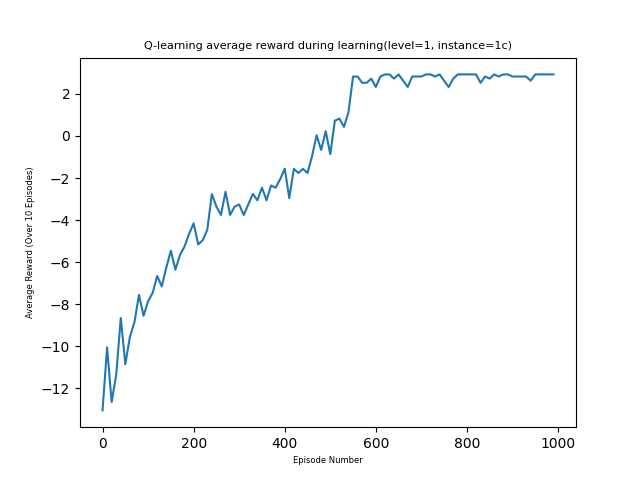 Q-learning average reward during learning(level=1, instance=1c)
Average Reward (Over 10 Episodes)
2
0
−2
−4
−6
−8
−10
−12
0 200 400 600 800 1000
Episode Number